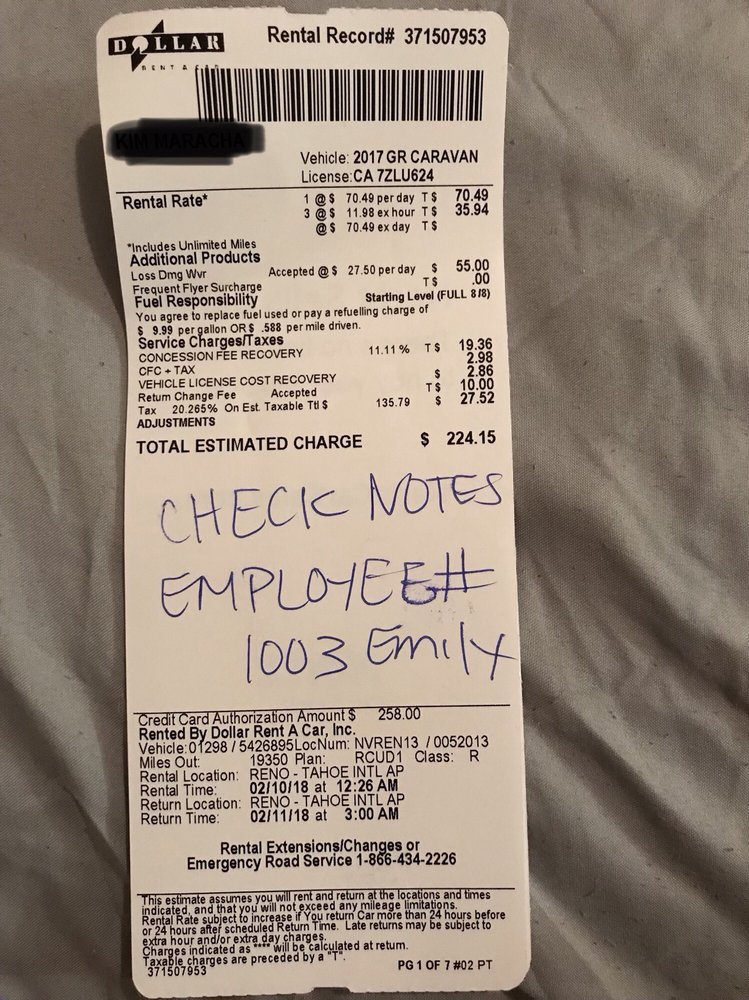 DOLLAR
RENT A CAR
Rental Record# 371507953
Vehicle: 2017 GR CARAVAN
License:CA 7ZLU624
Rental Rate* 1 @ $ 70.49 per day T $ 70.49
3 @ $ 11.98 ex hour T $ 35.94
@ $ 70.49 ex day T $
*Includes Unlimited Miles
Additional Products
Loss Dmg Wvr Accepted @ $ 27.50 per day $ 55.00
Frequent Flyer Surcharge T $ .00
Fuel Responsibility Starting Level (FULL 8/8)
You agree to replace fuel used or pay a refuelling charge of
$ 9.99 per gallon OR $ .588 per mile driven.
Service Charges/Taxes
CONCESSION FEE RECOVERY 11.11 % T $ 19.36
CFC + TAX 2.98
VEHICLE LICENSE COST RECOVERY $ 2.86
Return Change Fee Accepted T $ 10.00
Tax 20.265% On Est. Taxable Ttl $ 135.79 $ 27.52
ADJUSTMENTS
TOTAL ESTIMATED CHARGE $ 224.15
CHECK NOTES
EMPLOYEE#
1003 Emily
Credit Card Authorization Amount $ 258.00
Rented By Dollar Rent A Car, Inc.
Vehicle:01298 / 5426895 LocNum: NVREN13 / 0052013
Miles Out: 19350 Plan: RCUD1 Class: R
Rental Location: RENO - TAHOE INTL AP
Rental Time: 02/10/18 at 12:26 AM
Return Location: RENO - TAHOE INTL AP
Return Time: 02/11/18 at 3:00 AM
Rental Extensions/Changes or
Emergency Road Service 1-866-434-2226
This estimate assumes you will rent and return at the locations and times
indicated, and that you will not exceed any mileage limitations.
Rental Rate subject to increase if You return Car more than 24 hours before
or 24 hours after scheduled Return Time. Late returns may be subject to
extra hour and/or extra day charges.
Charges indicated as "****" will be calculated at return.
Taxable charges are preceded by a "T".
371507953 PG 1 OF 7 #02 PT